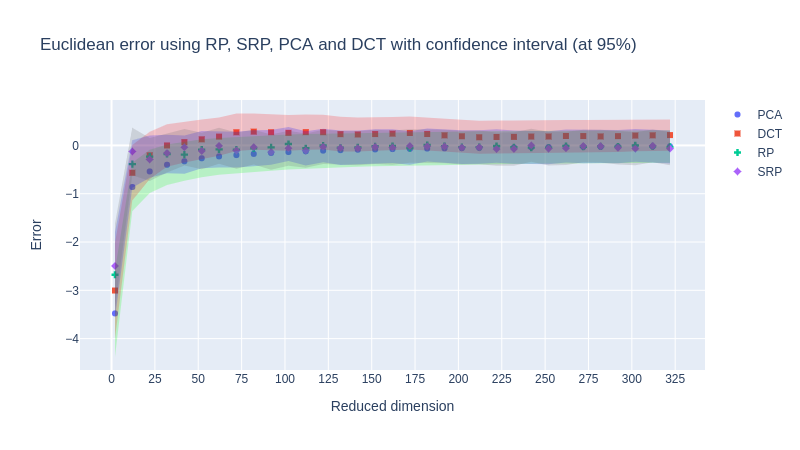 Euclidean error using RP, SRP, PCA and DCT with confidence interval (at 95%)
PCA
DCT
RP
SRP
0
−1
−2
−3
−4
Error
0 25 50 75 100 125 150 175 200 225 250 275 300 325
Reduced dimension